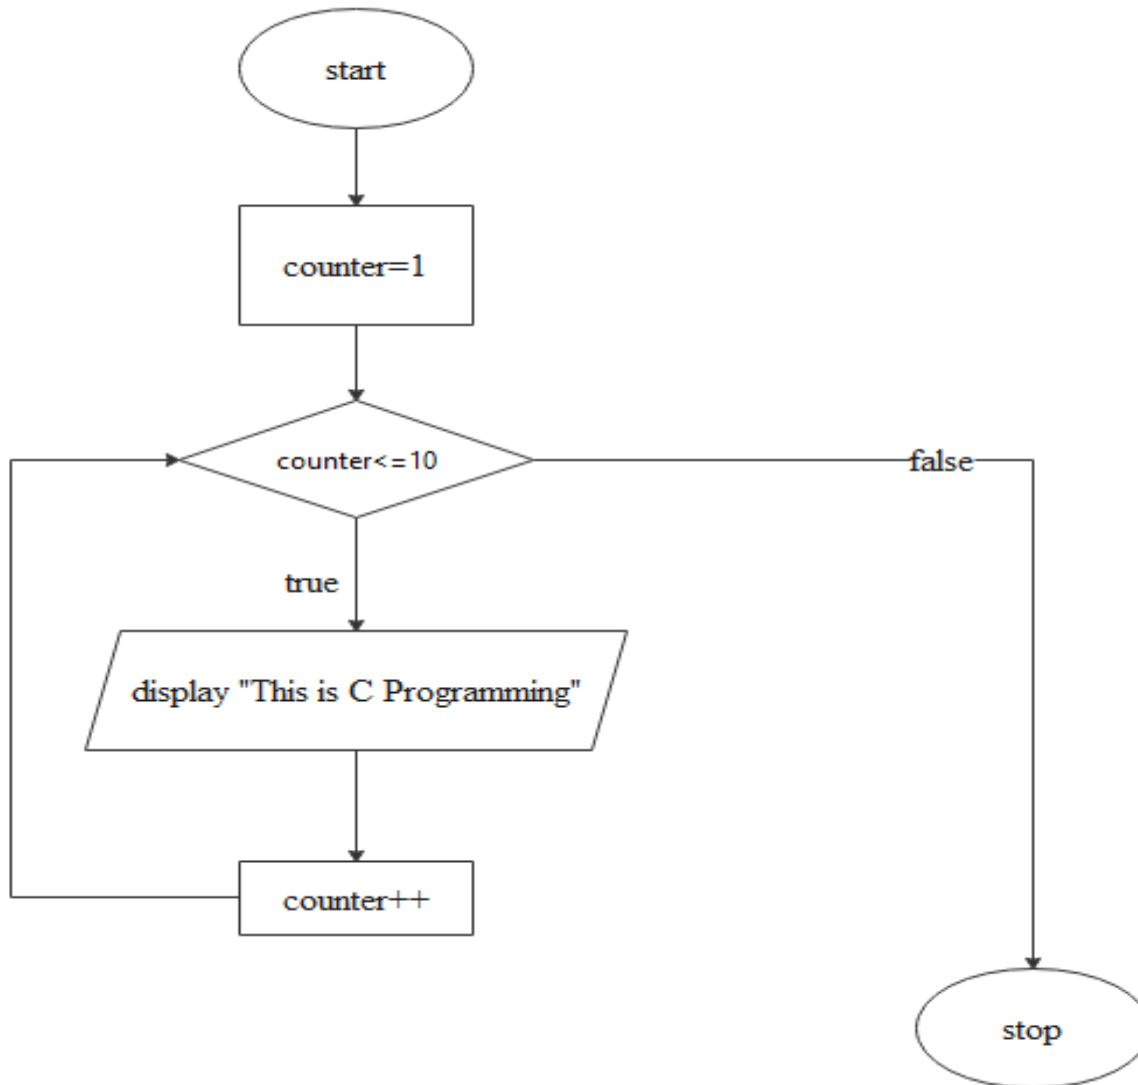 start
counter=1
counter<=10
false
true
display "This is C Programming"
counter++
stop